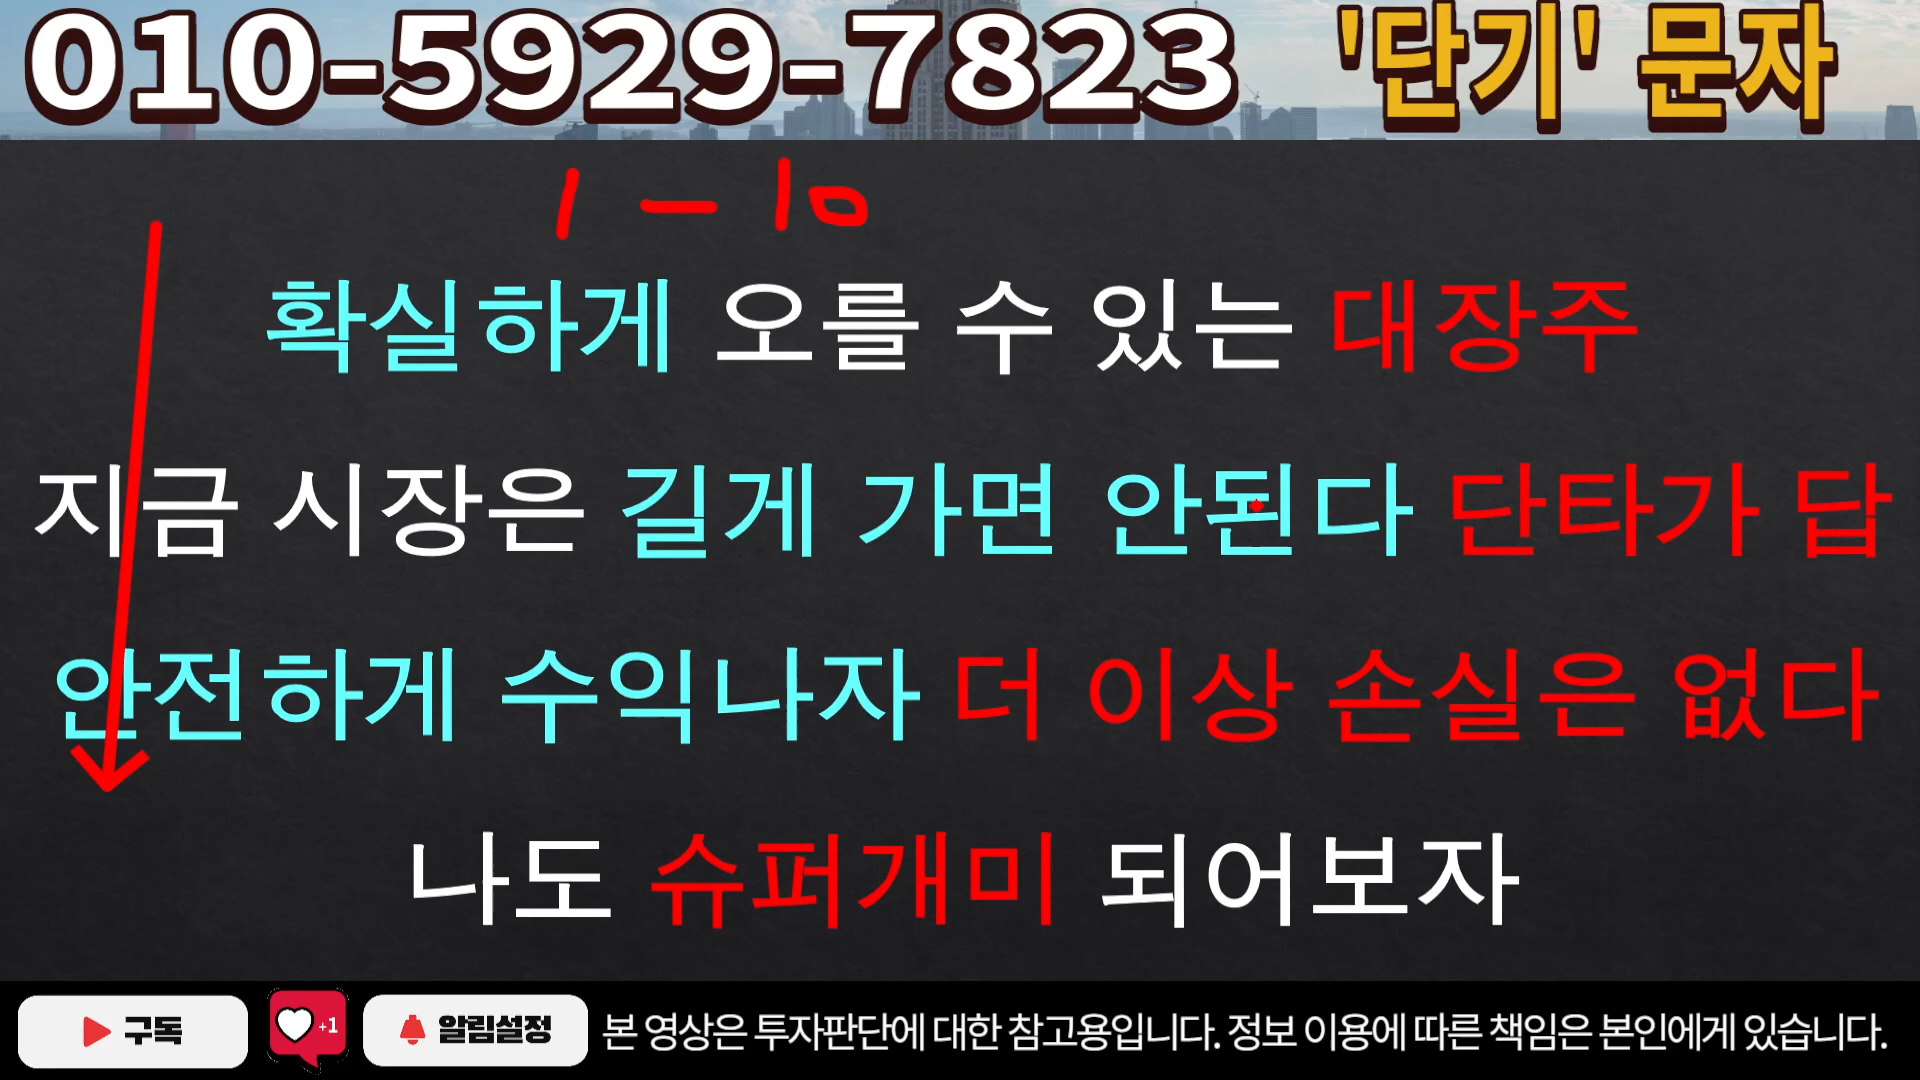 010-5929-7823 '단기' 문자
1-10
확실하게 오를 수 있는 대장주
지금 시장은 길게 가면 안된다 단타가 답
안전하게 수익나자 더 이상 손실은 없다
나도 슈퍼개미 되어보자
구독 +1 알림설정 본 영상은 투자판단에 대한 참고용입니다. 정보 이용에 따른 책임은 본인에게 있습니다.